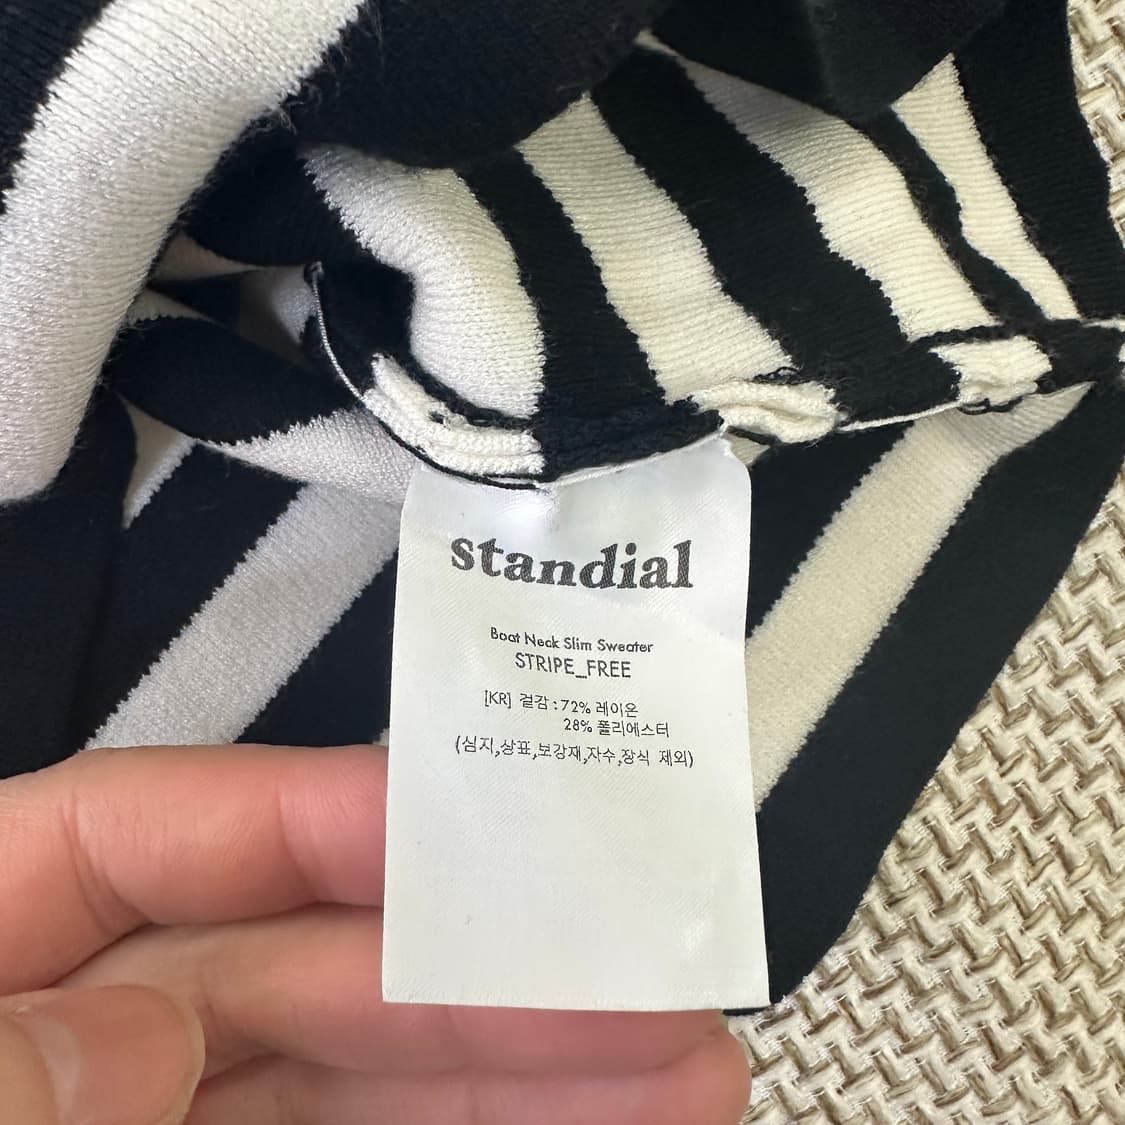 standial
Boat Neck Slim Sweater
STRIPE_FREE
[KR] 겉감 : 72% 레이온
28% 폴리에스터
(심지,상표,보강재,자수,장식 제외)